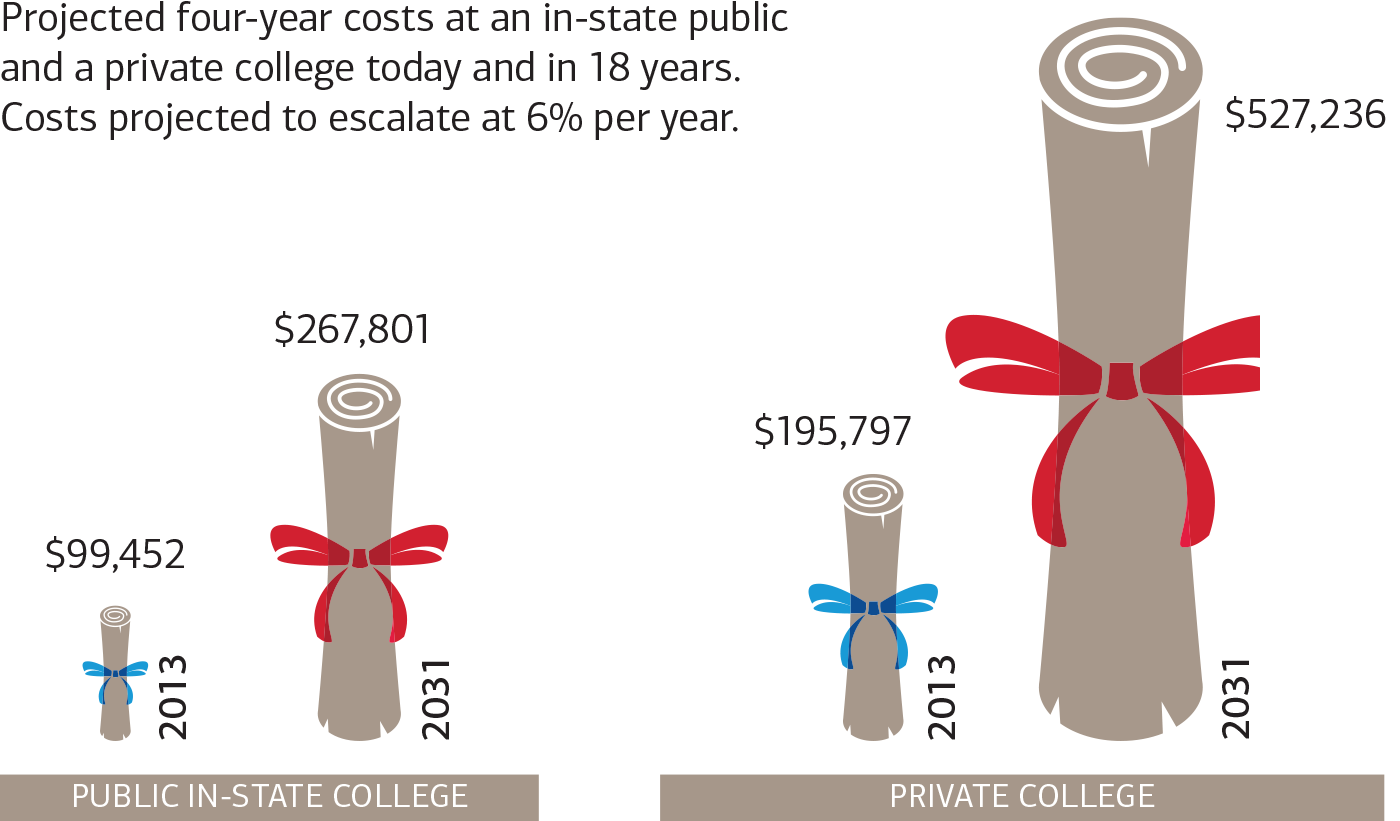 Projected four-year costs at an in-state public
and a private college today and in 18 years.
Costs projected to escalate at 6% per year.
$99,452
2013
$267,801
2031
PUBLIC IN-STATE COLLEGE
$195,797
2013
$527,236
2031
PRIVATE COLLEGE